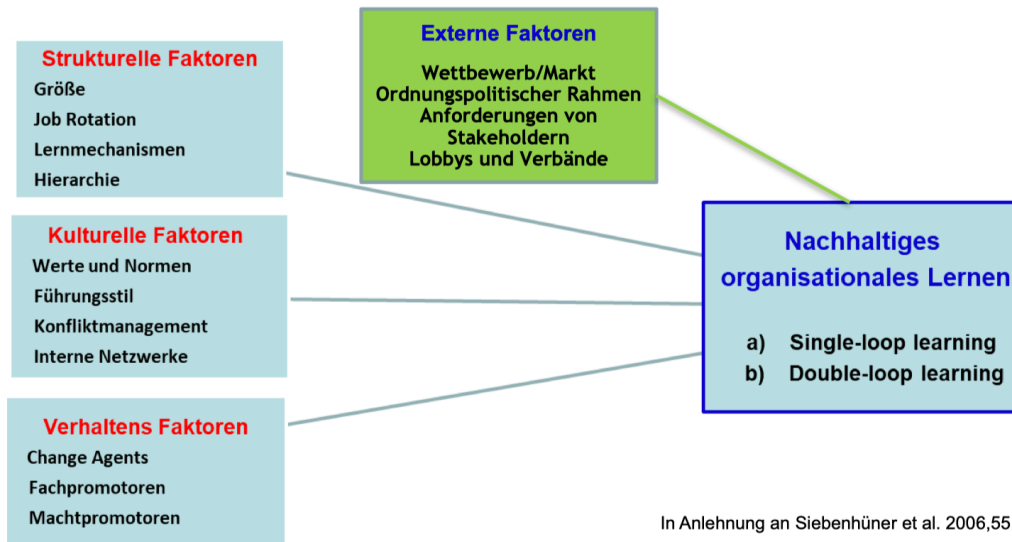 Strukturelle Faktoren
Größe
Job Rotation
Lernmechanismen
Hierarchie
Kulturelle Faktoren
Werte und Normen
Führungsstil
Konfliktmanagement
Interne Netzwerke
Verhaltens Faktoren
Change Agents
Fachpromotoren
Machtpromotoren
Externe Faktoren
Wettbewerb/Markt
Ordnungspolitischer Rahmen
Anforderungen von
Stakeholdern
Lobbys und Verbände
Nachhaltiges
organisationales Lernen
a) Single-loop learning
b) Double-loop learning
In Anlehnung an Siebenhüner et al. 2006,55